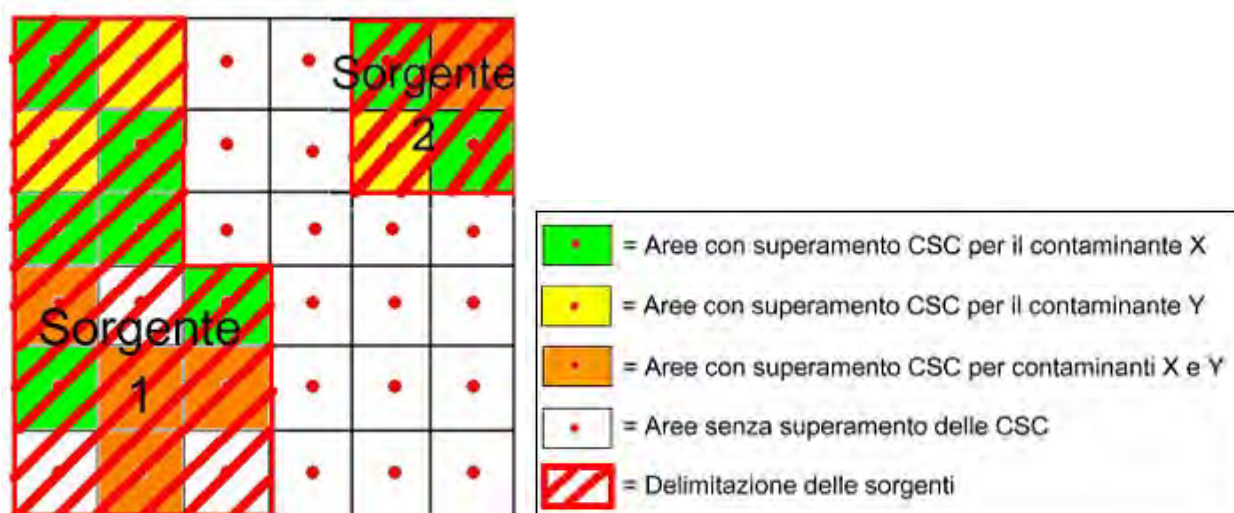 Sorgente
2
Sorgente
1
= Aree con superamento CSC per il contaminante X
= Aree con superamento CSC per il contaminante Y
= Aree con superamento CSC per contaminanti X e Y
= Aree senza superamento delle CSC
= Delimitazione delle sorgenti